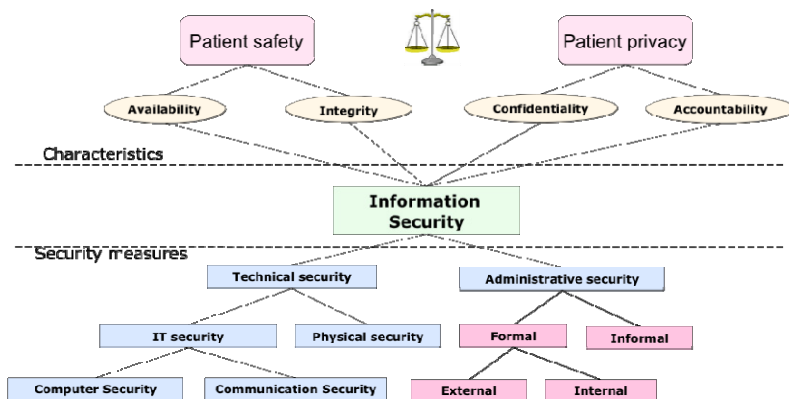 Patient safety
Patient privacy
Availability
Integrity
Confidentiality
Accountability
Characteristics
Information
Security
Security measures
Technical security
Administrative security
IT security
Physical security
Formal
Informal
Computer Security
Communication Security
External
Internal